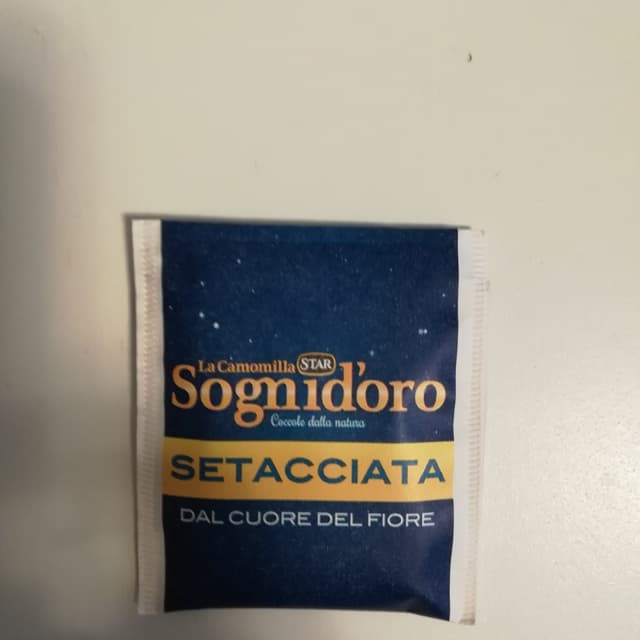 La Camomilla STAR
Sognid'oro
Coccole dalla natura
SETACCIATA
DAL CUORE DEL FIORE